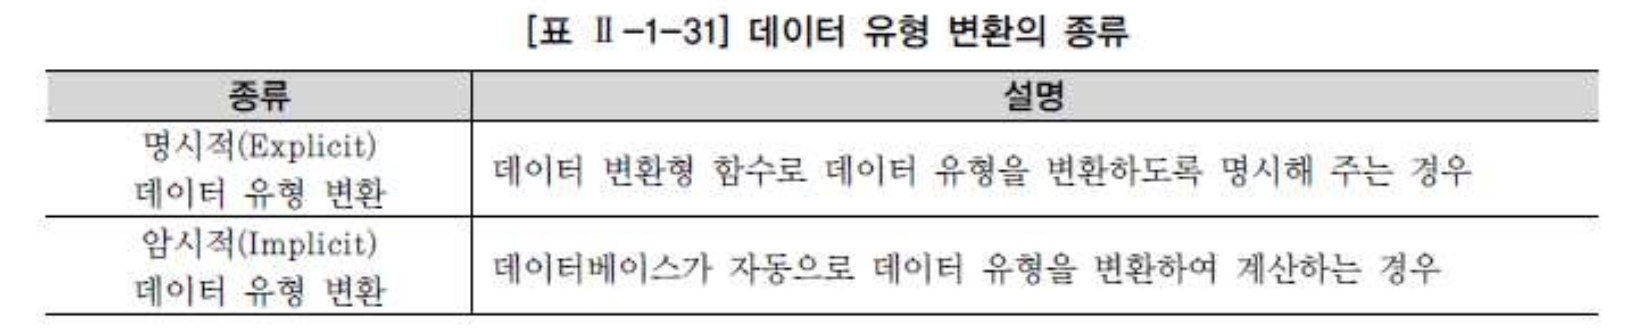 [표 Ⅱ-1-31] 데이터 유형 변환의 종류
종류
설명
명시적(Explicit)
데이터 유형 변환
데이터 변환형 함수로 데이터 유형을 변환하도록 명시해 주는 경우
암시적(Implicit)
데이터 유형 변환
데이터베이스가 자동으로 데이터 유형을 변환하여 계산하는 경우